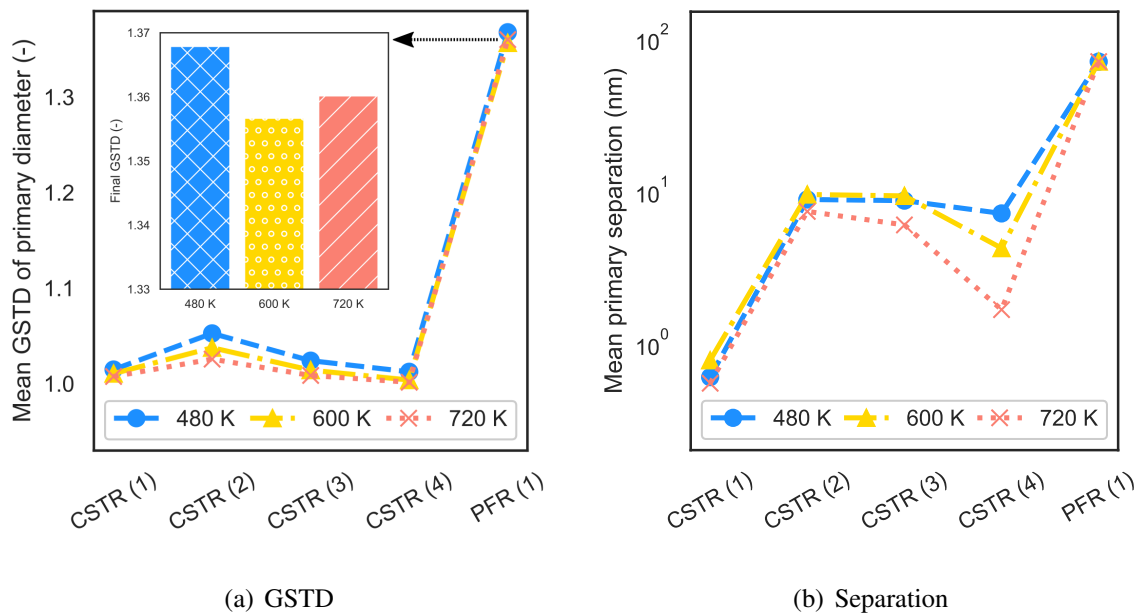 Mean GSTD of primary diameter (-)
1.3
1.2
1.1
1.0
Final GSTD (-)
1.37
1.36
1.35
1.34
1.33
480 K
600 K
720 K
480 K
600 K
720 K
CSTR (1)
CSTR (2)
CSTR (3)
CSTR (4)
PFR (1)
(a) GSTD
Mean primary separation (nm)
10²
10¹
10⁰
480 K
600 K
720 K
CSTR (1)
CSTR (2)
CSTR (3)
CSTR (4)
PFR (1)
(b) Separation